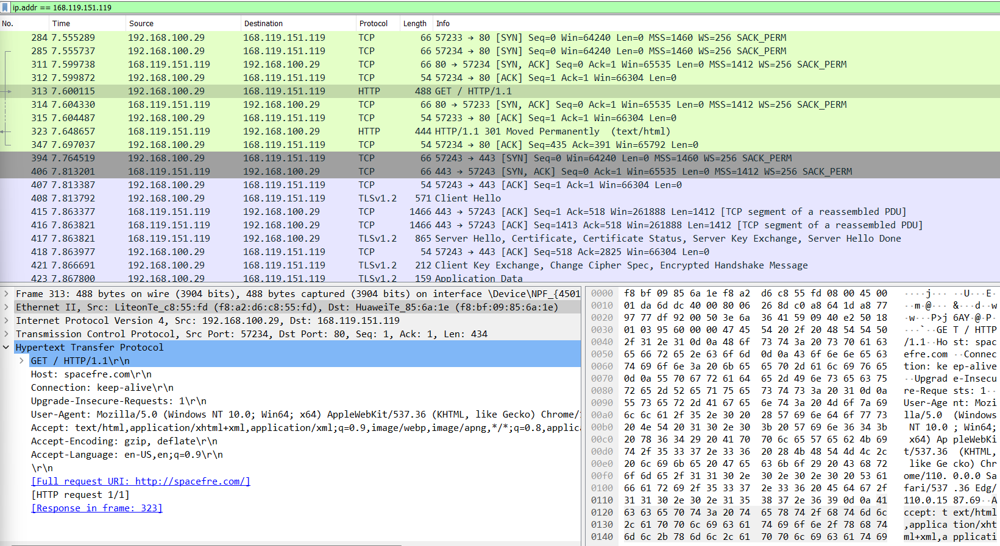 ip.addr == 168.119.151.119
No. Time Source Destination Protocol Length Info
284 7.555289 192.168.100.29 168.119.151.119 TCP 66 57233 → 80 [SYN] Seq=0 Win=64240 Len=0 MSS=1460 WS=256 SACK_PERM
285 7.555737 192.168.100.29 168.119.151.119 TCP 66 57234 → 80 [SYN] Seq=0 Win=64240 Len=0 MSS=1460 WS=256 SACK_PERM
311 7.599738 168.119.151.119 192.168.100.29 TCP 66 80 → 57234 [SYN, ACK] Seq=0 Ack=1 Win=65535 Len=0 MSS=1412 WS=256 SACK_PERM
312 7.599872 192.168.100.29 168.119.151.119 TCP 54 57234 → 80 [ACK] Seq=1 Ack=1 Win=66304 Len=0
313 7.600115 192.168.100.29 168.119.151.119 HTTP 488 GET / HTTP/1.1
314 7.604330 168.119.151.119 192.168.100.29 TCP 66 80 → 57233 [SYN, ACK] Seq=0 Ack=1 Win=65535 Len=0 MSS=1412 WS=256 SACK_PERM
315 7.604487 192.168.100.29 168.119.151.119 TCP 54 57233 → 80 [ACK] Seq=1 Ack=1 Win=66304 Len=0
323 7.648657 168.119.151.119 192.168.100.29 HTTP 444 HTTP/1.1 301 Moved Permanently  (text/html)
347 7.697037 192.168.100.29 168.119.151.119 TCP 54 57234 → 80 [ACK] Seq=435 Ack=391 Win=65792 Len=0
394 7.764519 192.168.100.29 168.119.151.119 TCP 66 57243 → 443 [SYN] Seq=0 Win=64240 Len=0 MSS=1460 WS=256 SACK_PERM
406 7.813201 168.119.151.119 192.168.100.29 TCP 66 443 → 57243 [SYN, ACK] Seq=0 Ack=1 Win=65535 Len=0 MSS=1412 WS=256 SACK_PERM
407 7.813387 192.168.100.29 168.119.151.119 TCP 54 57243 → 443 [ACK] Seq=1 Ack=1 Win=66304 Len=0
408 7.813792 192.168.100.29 168.119.151.119 TLSv1.2 571 Client Hello
415 7.863377 168.119.151.119 192.168.100.29 TCP 1466 443 → 57243 [ACK] Seq=1 Ack=518 Win=261888 Len=1412 [TCP segment of a reassembled PDU]
416 7.863821 168.119.151.119 192.168.100.29 TCP 1466 443 → 57243 [ACK] Seq=1413 Ack=518 Win=261888 Len=1412 [TCP segment of a reassembled PDU]
417 7.863821 168.119.151.119 192.168.100.29 TLSv1.2 865 Server Hello, Certificate, Certificate Status, Server Key Exchange, Server Hello Done
418 7.863977 192.168.100.29 168.119.151.119 TCP 54 57243 → 443 [ACK] Seq=518 Ack=2825 Win=66304 Len=0
421 7.866691 192.168.100.29 168.119.151.119 TLSv1.2 212 Client Key Exchange, Change Cipher Spec, Encrypted Handshake Message
423 7.867800 192.168.100.29 168.119.151.119 TLSv1.2 159 Application Data
Frame 313: 488 bytes on wire (3904 bits), 488 bytes captured (3904 bits) on interface \Device\NPF_{4501
Ethernet II, Src: LiteonTe_c8:55:fd (f8:a2:d6:c8:55:fd), Dst: HuaweiTe_85:6a:1e (f8:bf:09:85:6a:1e)
Internet Protocol Version 4, Src: 192.168.100.29, Dst: 168.119.151.119
Transmission Control Protocol, Src Port: 57234, Dst Port: 80, Seq: 1, Ack: 1, Len: 434
Hypertext Transfer Protocol
GET / HTTP/1.1\r\n
Host: spacefre.com\r\n
Connection: keep-alive\r\n
Upgrade-Insecure-Requests: 1\r\n
User-Agent: Mozilla/5.0 (Windows NT 10.0; Win64; x64) AppleWebKit/537.36 (KHTML, like Gecko) Chrome/
Accept: text/html,application/xhtml+xml,application/xml;q=0.9,image/webp,image/apng,*/*;q=0.8,applic
Accept-Encoding: gzip, deflate\r\n
Accept-Language: en-US,en;q=0.9\r\n
\r\n
[Full request URI: http://spacefre.com/]
[HTTP request 1/1]
[Response in frame: 323]
0000 f8 bf 09 85 6a 1e f8 a2 d6 c8 55 fd 08 00 45 00 ····j··· ··U···E·
0010 01 da 6d dc 40 00 80 06 26 8d c0 a8 64 1d a8 77 ··m·@··· &···d··w
0020 97 77 df 92 00 50 3e 6a 36 41 59 09 40 e2 50 18 ·w···P>j 6AY·@·P·
0030 01 03 95 60 00 00 47 45 54 20 2f 20 48 54 54 50 ···`··GE T / HTTP
0040 2f 31 2e 31 0d 0a 48 6f 73 74 3a 20 73 70 61 63 /1.1··Ho st: spac
0050 65 66 72 65 2e 63 6f 6d 0d 0a 43 6f 6e 6e 65 63 efre.com ··Connec
0060 74 69 6f 6e 3a 20 6b 65 65 70 2d 61 6c 69 76 65 tion: ke ep-alive
0070 0d 0a 55 70 67 72 61 64 65 2d 49 6e 73 65 63 75 ··Upgrad e-Insecu
0080 72 65 2d 52 65 71 75 65 73 74 73 3a 20 31 0d 0a re-Reque sts: 1··
0090 55 73 65 72 2d 41 67 65 6e 74 3a 20 4d 6f 7a 69 User-Age nt: Mozi
00a0 6c 6c 61 2f 35 2e 30 20 28 57 69 6e 64 6f 77 73 lla/5.0  (Windows
00b0 20 4e 54 20 31 30 2e 30 3b 20 57 69 6e 36 34 3b  NT 10.0 ; Win64;
00c0 20 78 36 34 29 20 41 70 70 6c 65 57 65 62 4b 69  x64) Ap pleWebKi
00d0 74 2f 35 33 37 2e 33 36 20 28 4b 48 54 4d 4c 2c t/537.36  (KHTML,
00e0 20 6c 69 6b 65 20 47 65 63 6b 6f 29 20 43 68 72  like Ge cko) Chr
00f0 6f 6d 65 2f 31 31 30 2e 30 2e 30 2e 30 20 53 61 ome/110. 0.0.0 Sa
0100 66 61 72 69 2f 35 33 37 2e 33 36 20 45 64 67 2f fari/537 .36 Edg/
0110 31 31 30 2e 30 2e 31 35 38 37 2e 36 39 0d 0a 41 110.0.15 87.69··A
0120 63 63 65 70 74 3a 20 74 65 78 74 2f 68 74 6d 6c ccept: t ext/html
0130 2c 61 70 70 6c 69 63 61 74 69 6f 6e 2f 78 68 74 ,applica tion/xht
0140 6d 6c 2b 78 6d 6c 2c 61 70 70 6c 69 63 61 74 69 ml+xml,a pplicati